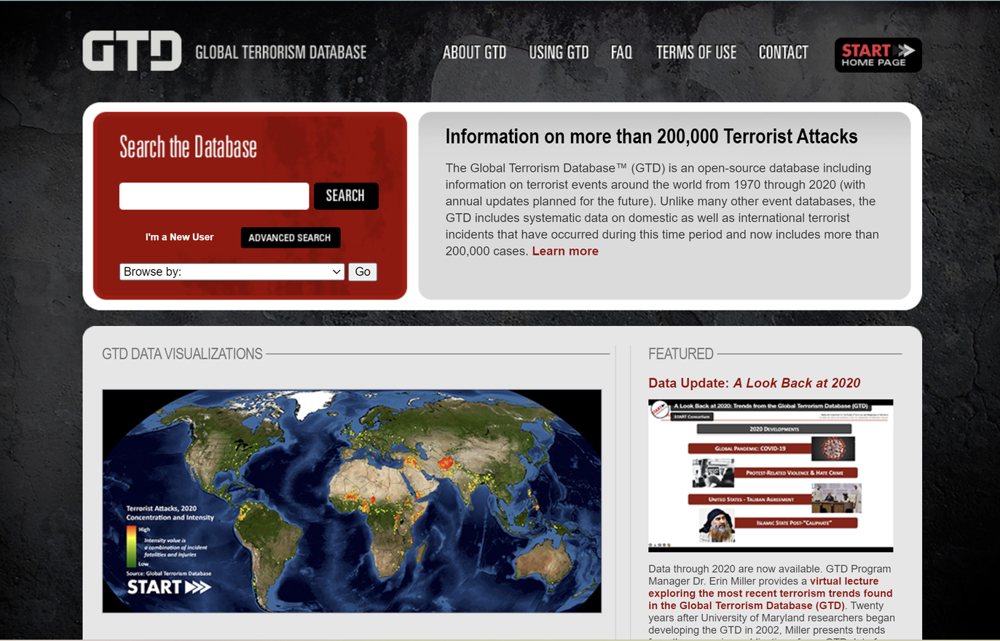 GTD GLOBAL TERRORISM DATABASE
ABOUT GTD USING GTD FAQ TERMS OF USE CONTACT
START
HOME PAGE
Search the Database
SEARCH
I'm a New User ADVANCED SEARCH
Browse by: Go
Information on more than 200,000 Terrorist Attacks
The Global Terrorism Database™ (GTD) is an open-source database including
information on terrorist events around the world from 1970 through 2020 (with
annual updates planned for the future). Unlike many other event databases, the
GTD includes systematic data on domestic as well as international terrorist
incidents that have occurred during this time period and now includes more than
200,000 cases. Learn more
GTD DATA VISUALIZATIONS
Terrorist Attacks, 2020
Concentration and Intensity
High
Intensity value is
a combination of incident
fatalities and injuries
Low
Source: Global Terrorism Database
START
FEATURED
Data Update: A Look Back at 2020
A Look Back at 2020: Trends from the Global Terrorism Database (GTD)
START Consortium
2020 DEVELOPMENTS
GLOBAL PANDEMIC: COVID-19
PROTEST-RELATED VIOLENCE & HATE CRIME
UNITED STATES - TALIBAN AGREEMENT
ISLAMIC STATE POST-"CALIPHATE"
Data through 2020 are now available. GTD Program
Manager Dr. Erin Miller provides a virtual lecture
exploring the most recent terrorism trends found
in the Global Terrorism Database (GTD). Twenty
years after University of Maryland researchers began
developing the GTD in 2002, Miller presents trends